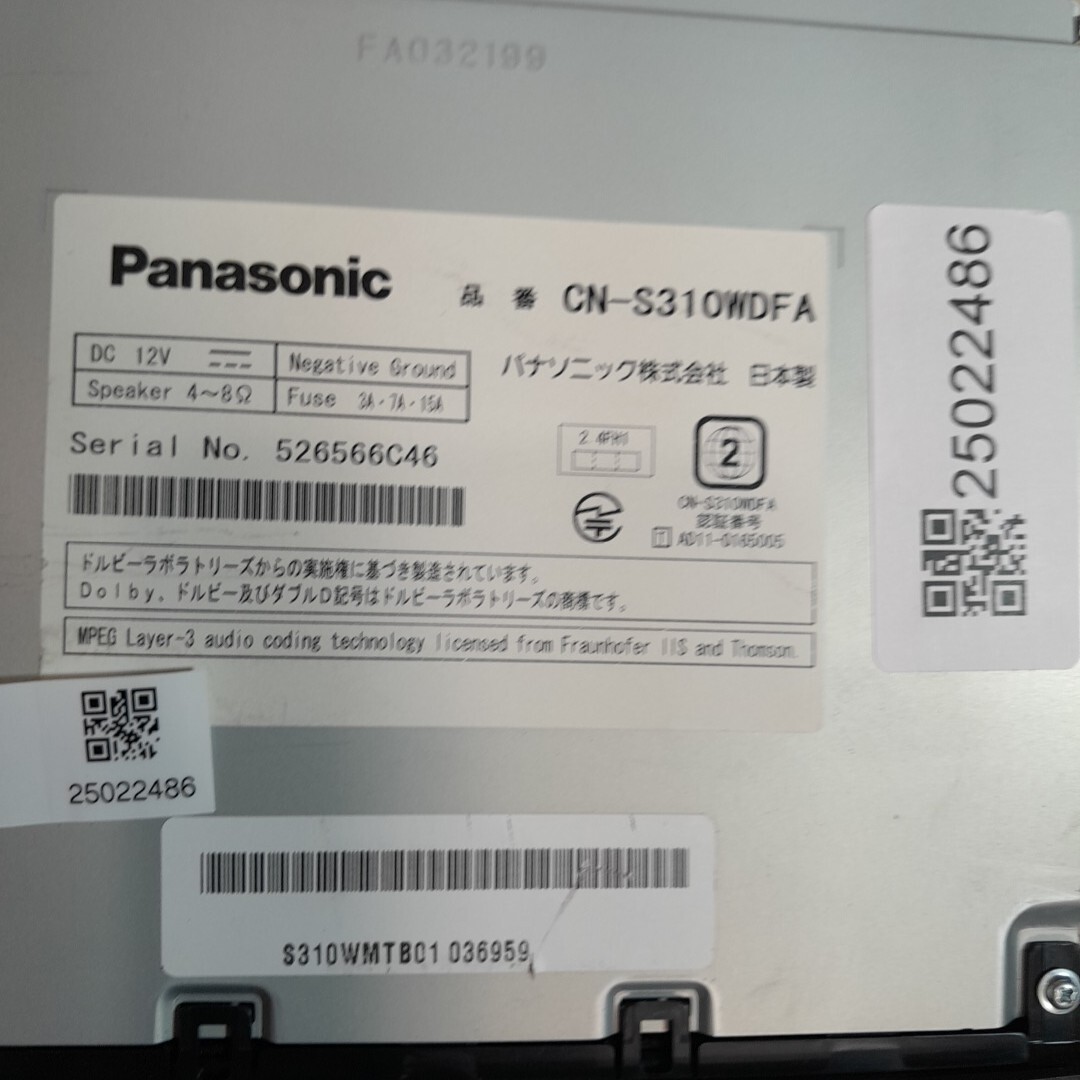 FA032199
Panasonic 品番 CN-S310WDFA
DC 12V Negative Ground
Speaker 4~8Ω Fuse 3A・7A・15A
パナソニック株式会社 日本製
Serial No. 526566C46
2.4FH1
2
CN-S310WDFA
認証番号
T AD11-0165005
ドルビーラボラトリーズからの実施権に基づき製造されています。
Dolby、ドルビー及びダブルD記号はドルビーラボラトリーズの商標です。
MPEG Layer-3 audio coding technology licensed from Fraunhofer IIS and Thomson.
25022486
25022486
S310WMTB01 036959